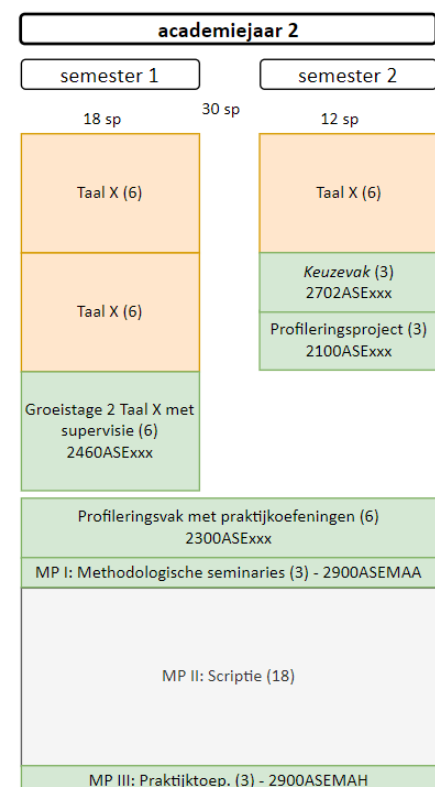 academiejaar 2
semester 1
semester 2
30 sp
18 sp
12 sp
Taal X (6)
Taal X (6)
Groeistage 2 Taal X met
supervisie (6)
2460ASExxx
Taal X (6)
Keuzevak (3)
2702ASExxx
Profileringsproject (3)
2100ASExxx
Profileringsvak met praktijkoefeningen (6)
2300ASExxx
MP I: Methodologische seminaries (3) - 2900ASEMAA
MP II: Scriptie (18)
MP III: Praktijktoep. (3) - 2900ASEMAH